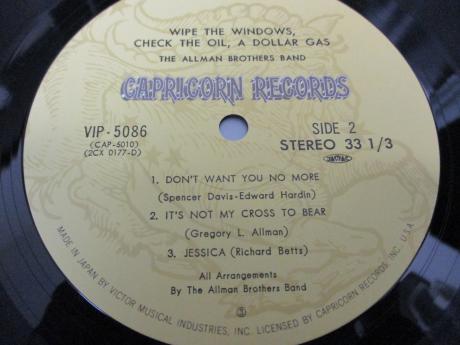 WIPE THE WINDOWS,
CHECK THE OIL, A DOLLAR GAS
THE ALLMAN BROTHERS BAND
CAPRICORN RECORDS
VIP-5086
(CAP-5010)
(2CX 0177-D)
SIDE 2
STEREO 33 1/3
1. DON'T WANT YOU NO MORE
(Spencer Davis-Edward Hardin)
2. IT'S NOT MY CROSS TO BEAR
(Gregory L. Allman)
3. JESSICA (Richard Betts)
All Arrangements
By The Allman Brothers Band
MADE IN JAPAN BY VICTOR MUSICAL INDUSTRIES, INC. LICENSED BY CAPRICORN RECORDS INC. U.S.A.